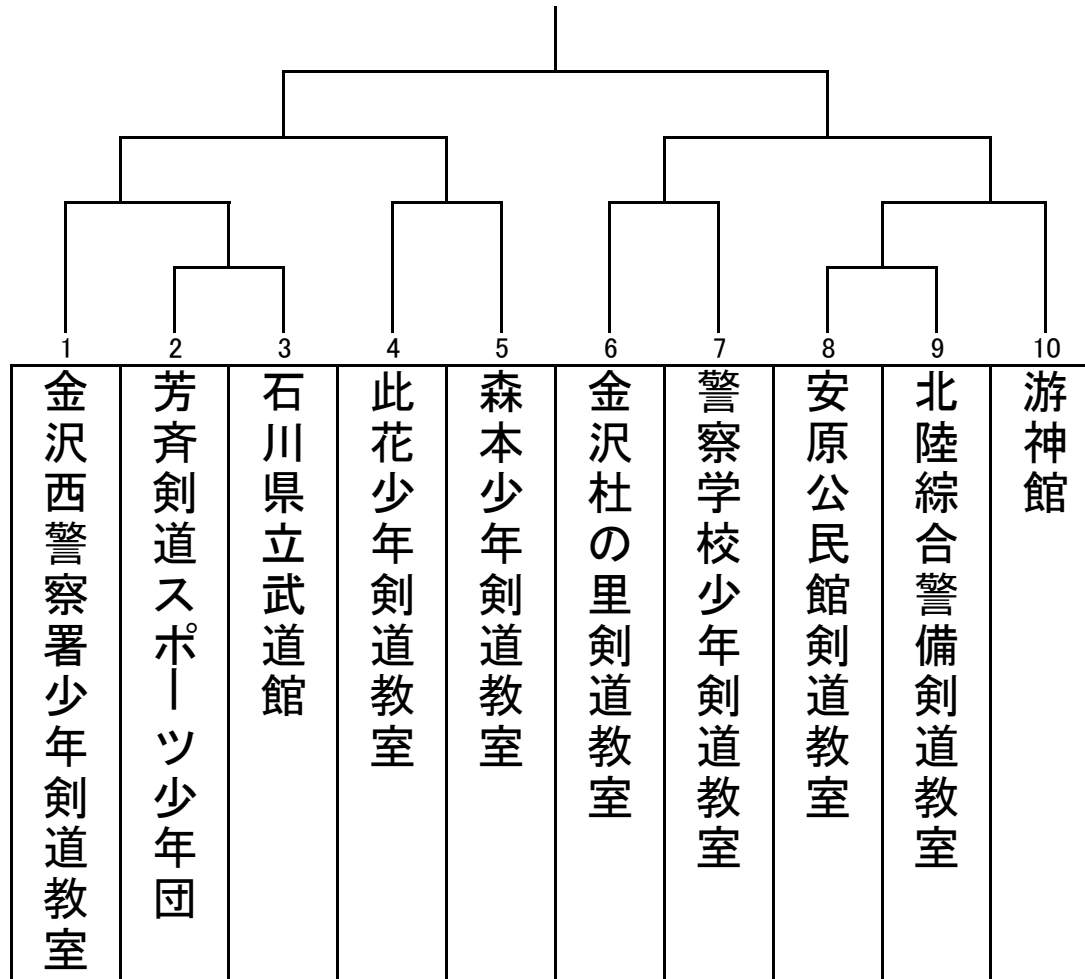 1
2
3
4
5
6
7
8
9
10
金沢西警察署少年剣道教室
芳斉剣道スポーツ少年団
石川県立武道館
此花少年剣道教室
森本少年剣道教室
金沢杜の里剣道教室
警察学校少年剣道教室
安原公民館剣道教室
北陸綜合警備剣道教室
游神館